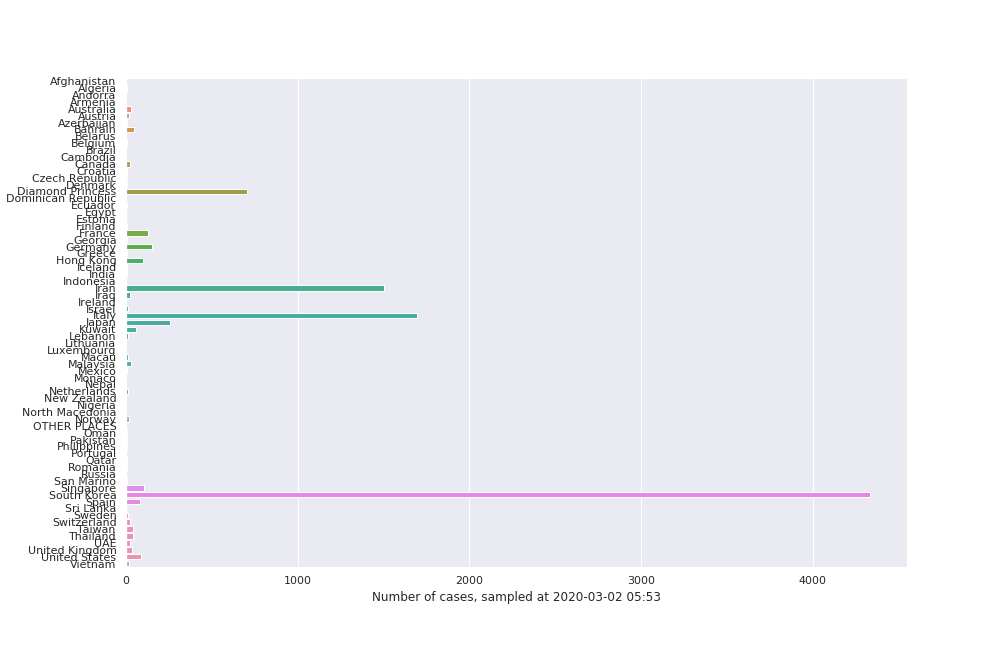 Afghanistan
Algeria
Andorra
Armenia
Australia
Austria
Azerbaijan
Bahrain
Belarus
Belgium
Brazil
Cambodia
Canada
Croatia
Czech Republic
Denmark
Diamond Princess
Dominican Republic
Ecuador
Egypt
Estonia
Finland
France
Georgia
Germany
Greece
Hong Kong
Iceland
India
Indonesia
Iran
Iraq
Ireland
Israel
Italy
Japan
Kuwait
Lebanon
Lithuania
Luxembourg
Macau
Malaysia
Mexico
Monaco
Nepal
Netherlands
New Zealand
Nigeria
North Macedonia
Norway
OTHER PLACES
Oman
Pakistan
Philippines
Portugal
Qatar
Romania
Russia
San Marino
Singapore
South Korea
Spain
Sri Lanka
Sweden
Switzerland
Taiwan
Thailand
UAE
United Kingdom
United States
Vietnam
0 1000 2000 3000 4000
Number of cases, sampled at 2020-03-02 05:53